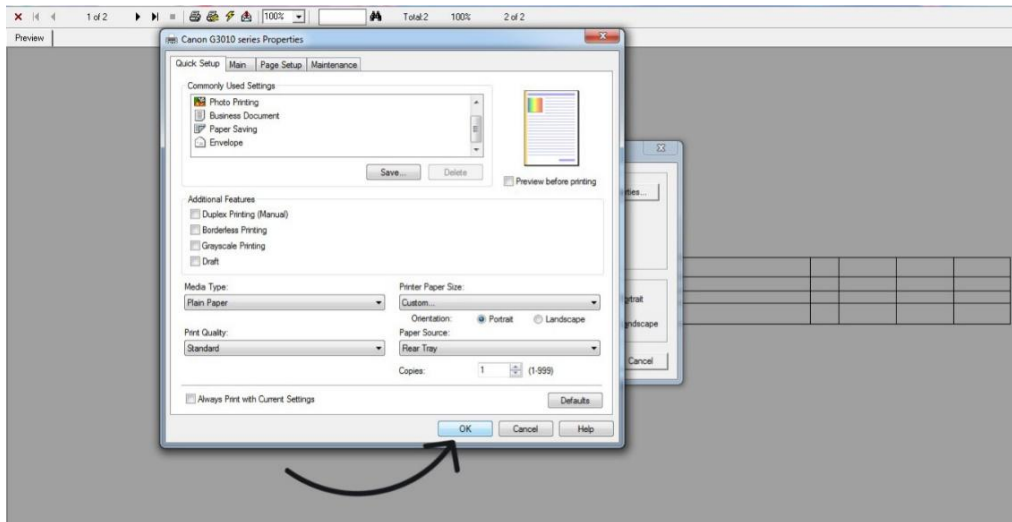 1 of 2 100% Total:2 100% 2 of 2
Preview
Canon G3010 series Properties
Quick Setup Main Page Setup Maintenance
Commonly Used Settings
Photo Printing
Business Document
Paper Saving
Envelope
Save... Delete
Preview before printing
Additional Features
Duplex Printing (Manual)
Borderless Printing
Grayscale Printing
Draft
Media Type: Printer Paper Size:
Plain Paper Custom...
Orientation: Portrait Landscape
Print Quality: Paper Source:
Standard Rear Tray
Copies: 1 (1-999)
Always Print with Current Settings Defaults
OK Cancel Help
Cancel